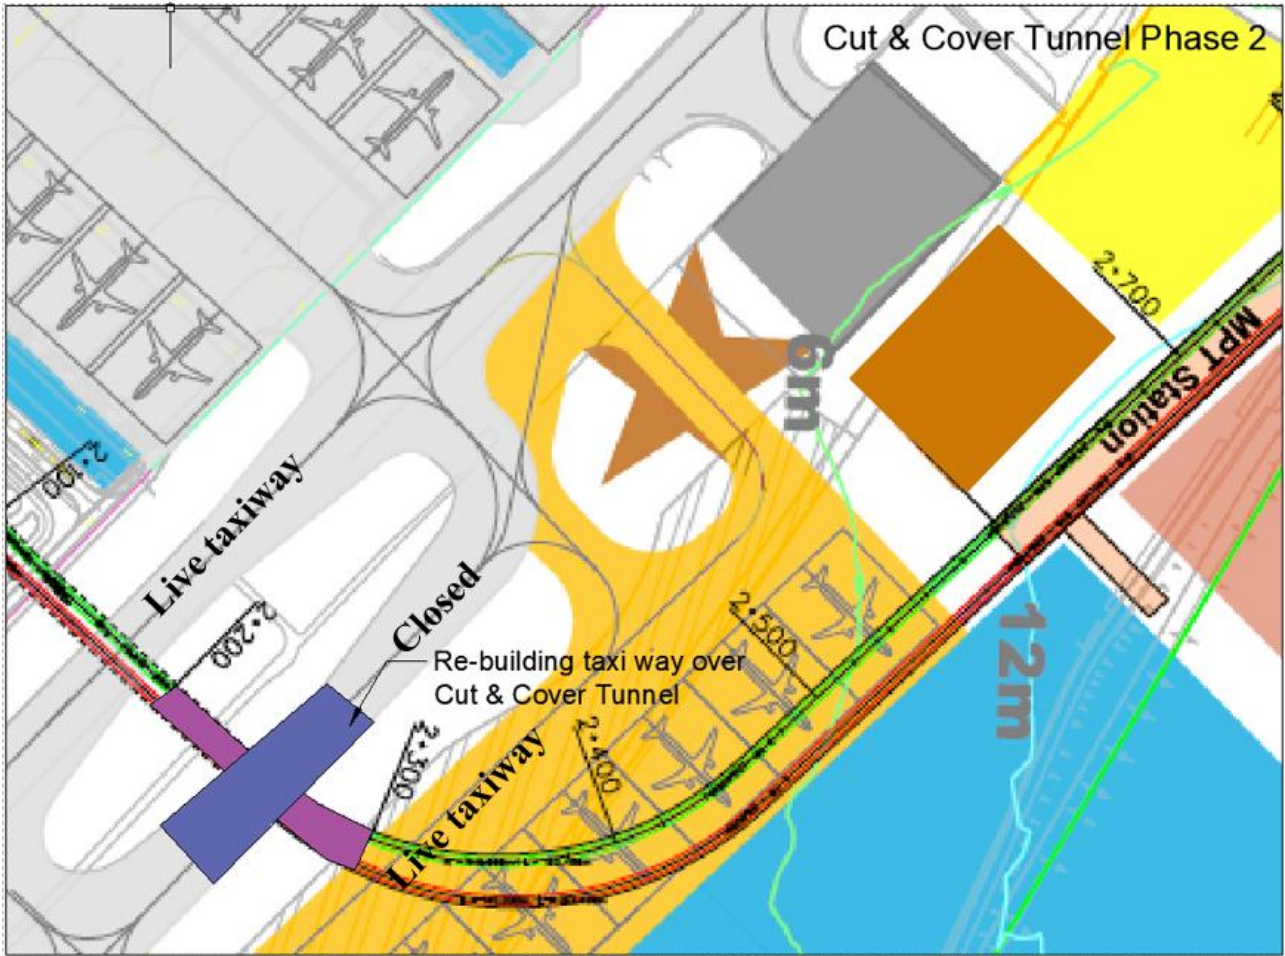 Cut & Cover Tunnel Phase 2
2+700
MPT Station
6m
2+100
Live taxiway
Closed
2+200
2+500
Re-building taxi way over
Cut & Cover Tunnel
12m
2+300
2+400
Live taxiway